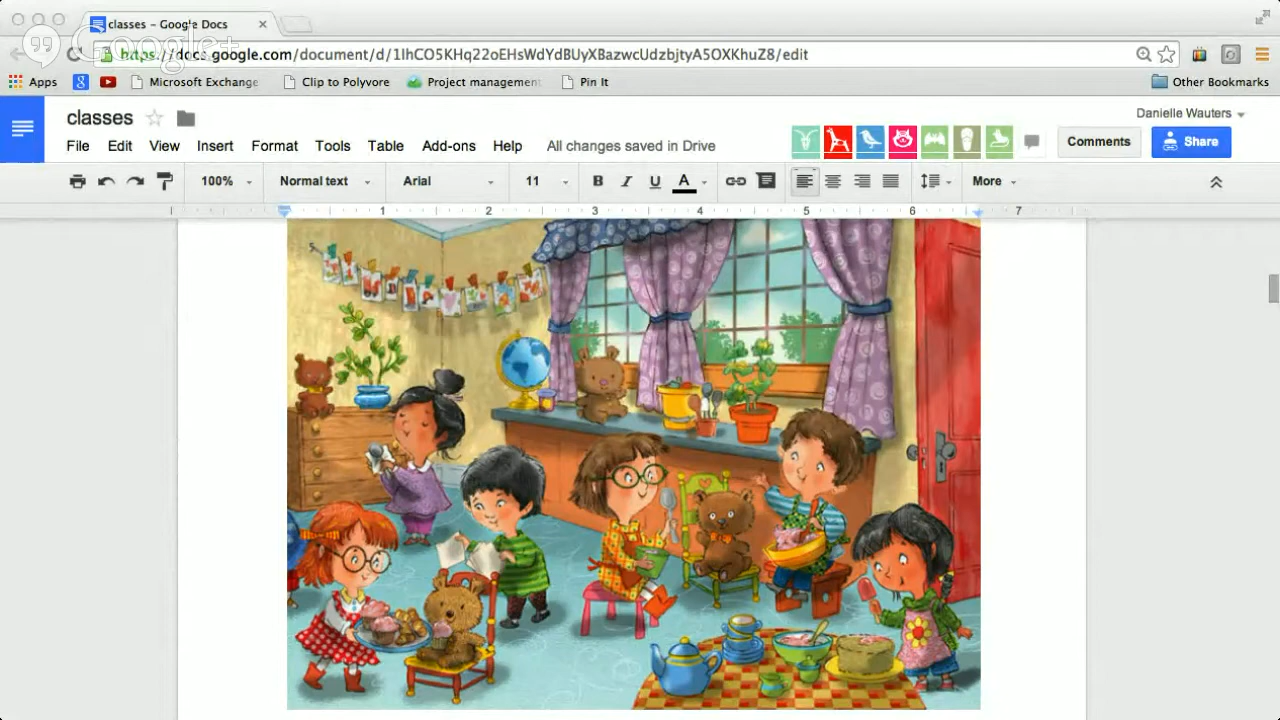 classes – Google Docs
Google+
https://docs.google.com/document/d/1lhCO5KHq22oEHsWdYdBUyXBazwcUdzbjtyA5OXKhuZ8/edit
Apps Microsoft Exchange Clip to Polyvore Project management Pin It Other Bookmarks
classes Danielle Wauters
File Edit View Insert Format Tools Table Add-ons Help All changes saved in Drive Comments Share
100% Normal text Arial 11 B I U A More
1 2 3 4 5 6 7